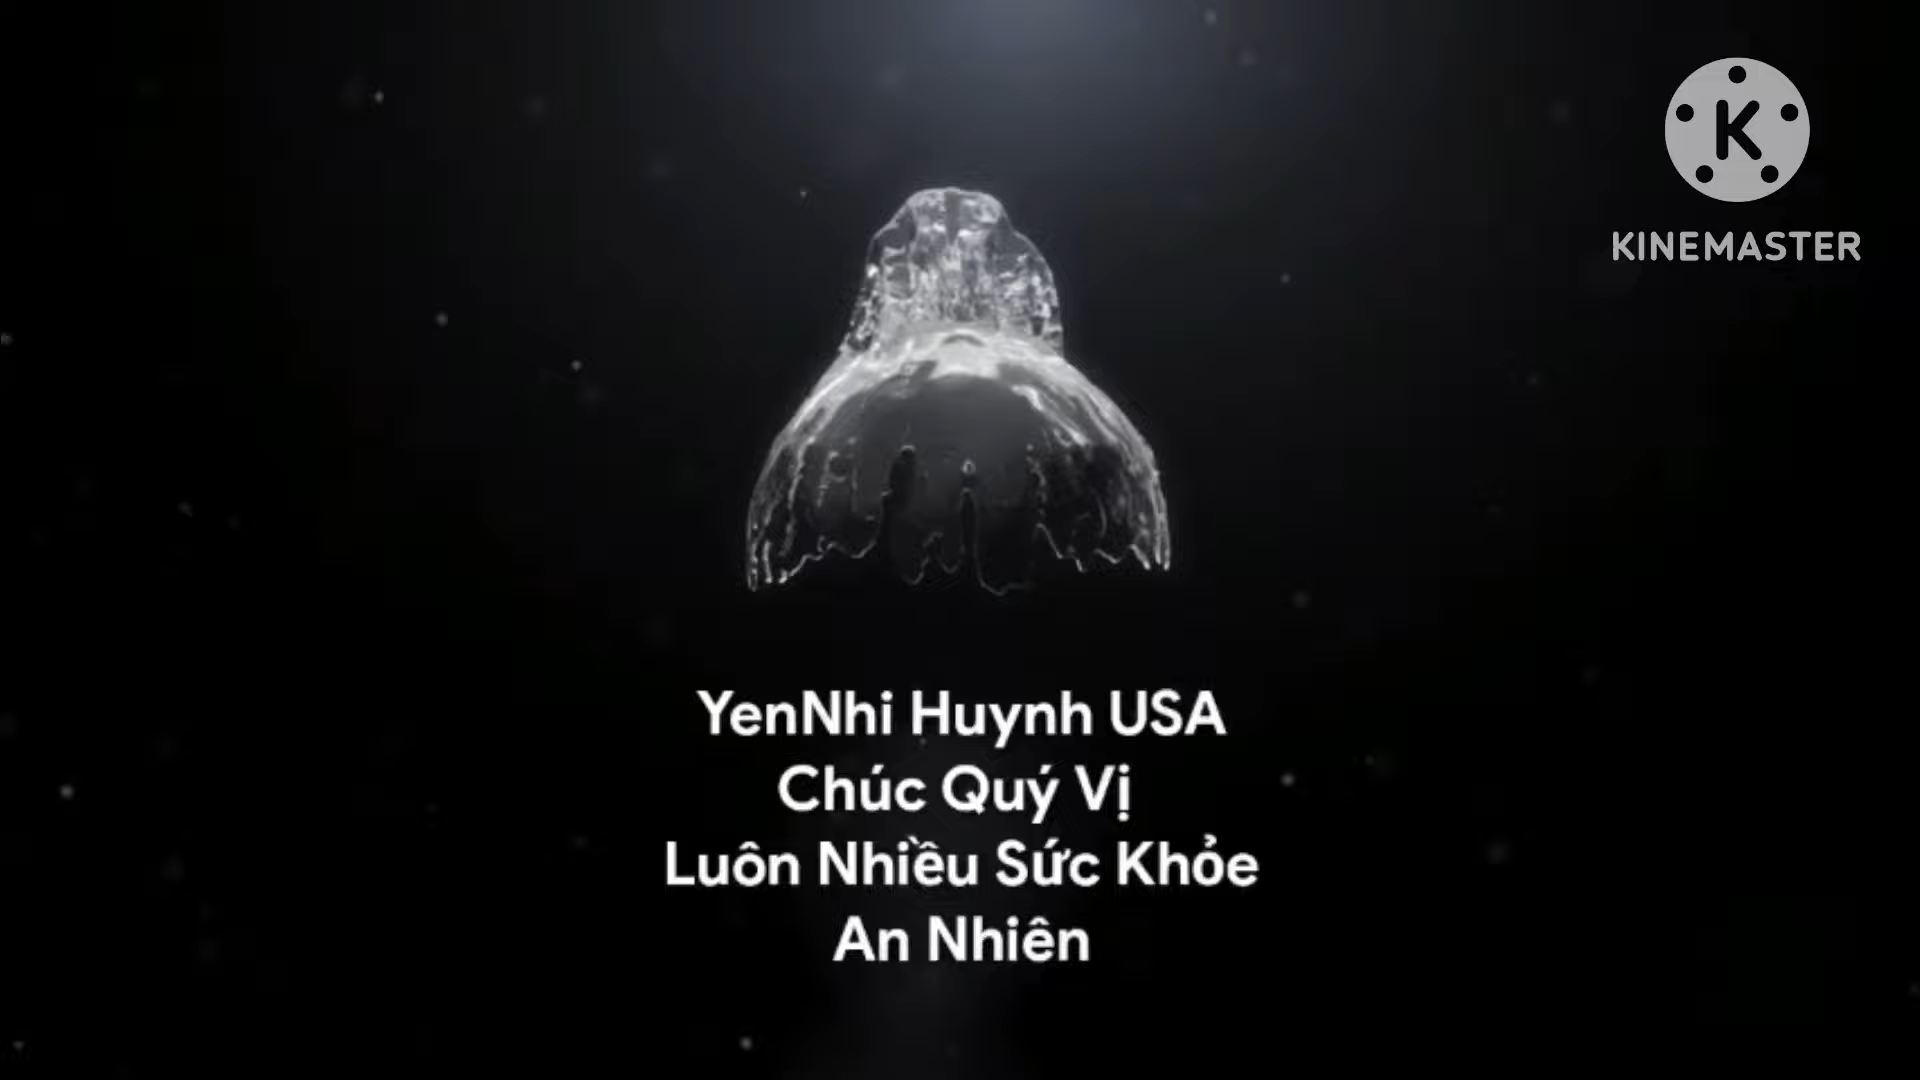 K
KINEMASTER
YenNhi Huynh USA
Chúc Quý Vị
Luôn Nhiều Sức Khỏe
An Nhiên